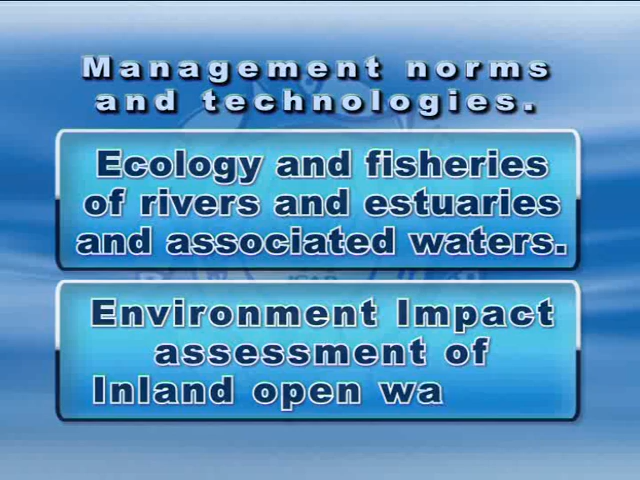 Management norms
and technologies.
Ecology and fisheries
of rivers and estuaries
and associated waters.
Environment Impact
assessment of
Inland open wa